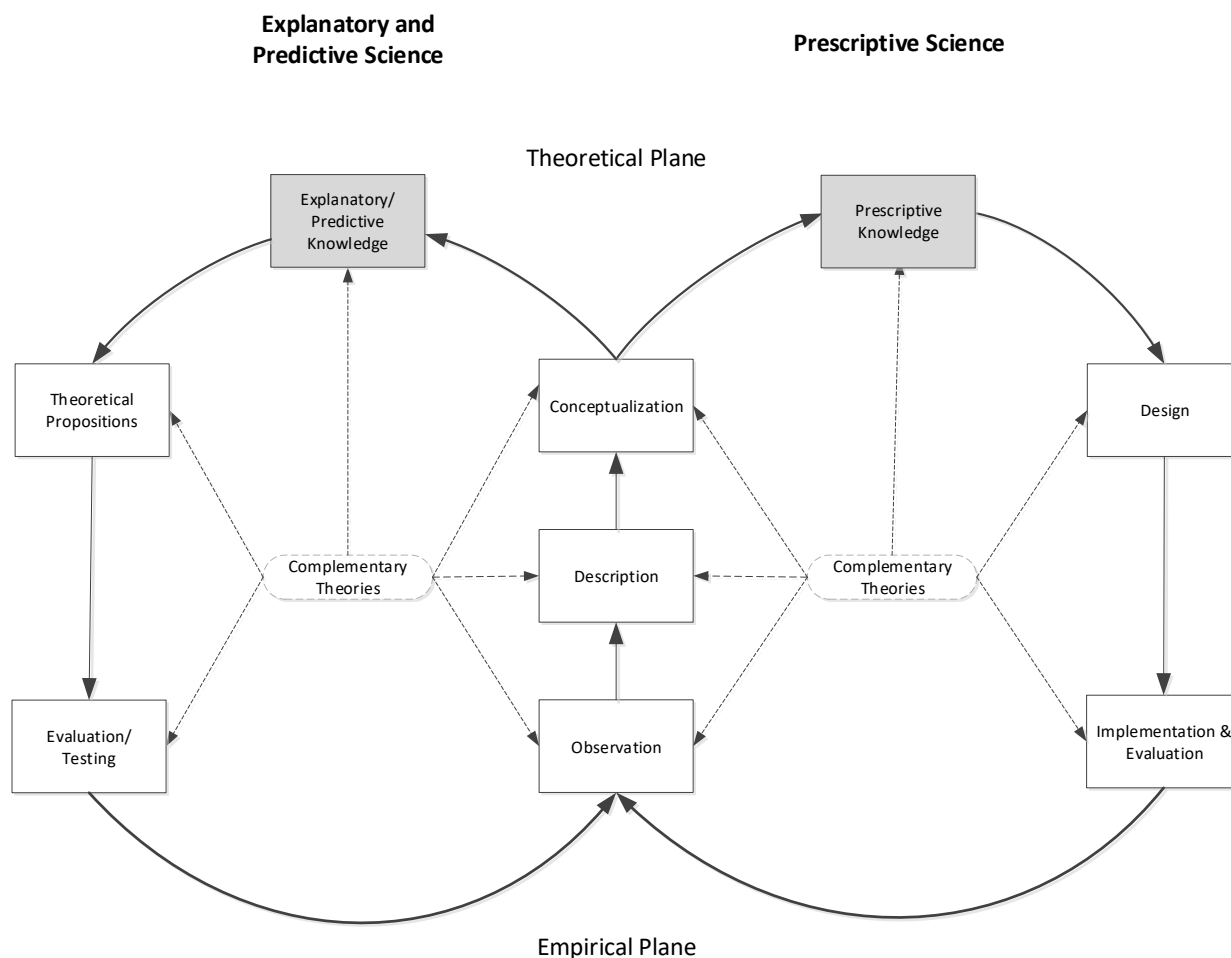 Explanatory and
Predictive Science
Prescriptive Science
Theoretical Plane
Explanatory/
Predictive
Knowledge
Prescriptive
Knowledge
Theoretical
Propositions
Conceptualization
Design
Complementary
Theories
Description
Complementary
Theories
Evaluation/
Testing
Observation
Implementation &
Evaluation
Empirical Plane